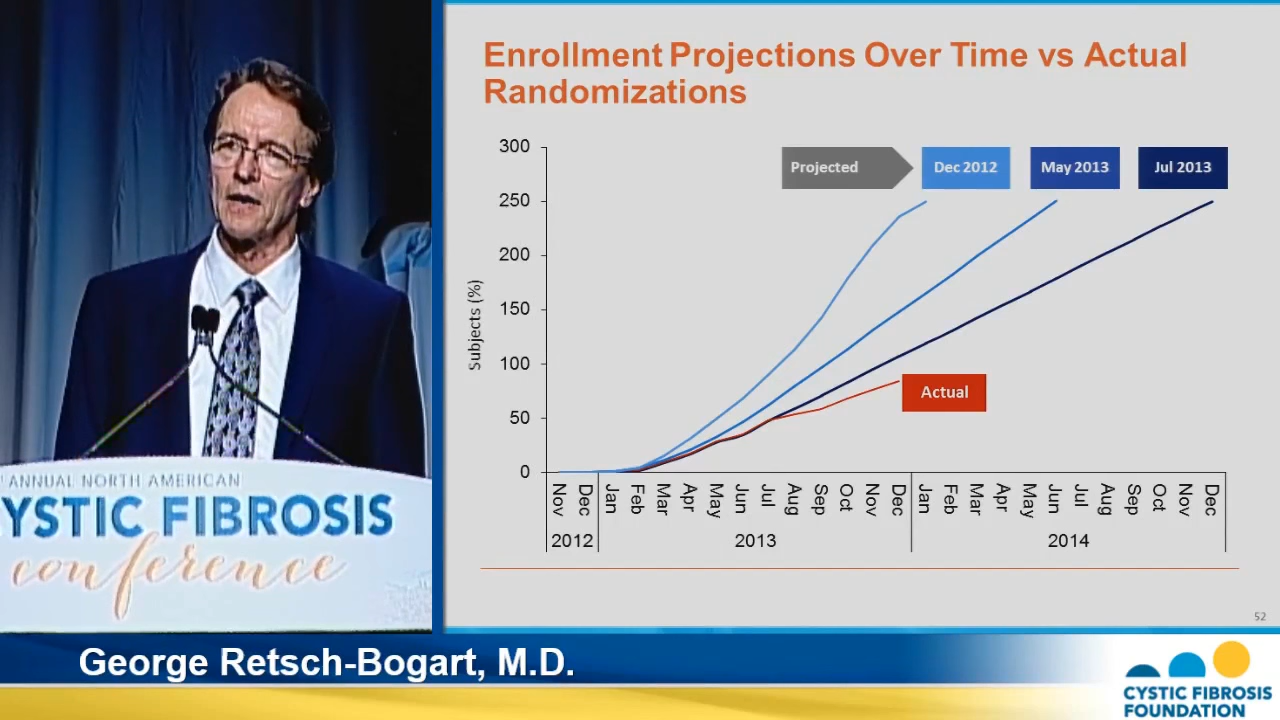 Enrollment Projections Over Time vs Actual
Randomizations
300
250
200
150
100
50
0
Subjects (%)
Projected
Dec 2012
May 2013
Jul 2013
Actual
Nov
Dec
Jan
Feb
Mar
Apr
May
Jun
Jul
Aug
Sep
Oct
Nov
Dec
Jan
Feb
Mar
Apr
May
Jun
Jul
Aug
Sep
Oct
Nov
Dec
2012
2013
2014
52
ANNUAL NORTH AMERICAN
YSTIC FIBROSIS
conference
George Retsch-Bogart, M.D.
CYSTIC FIBROSIS
FOUNDATION